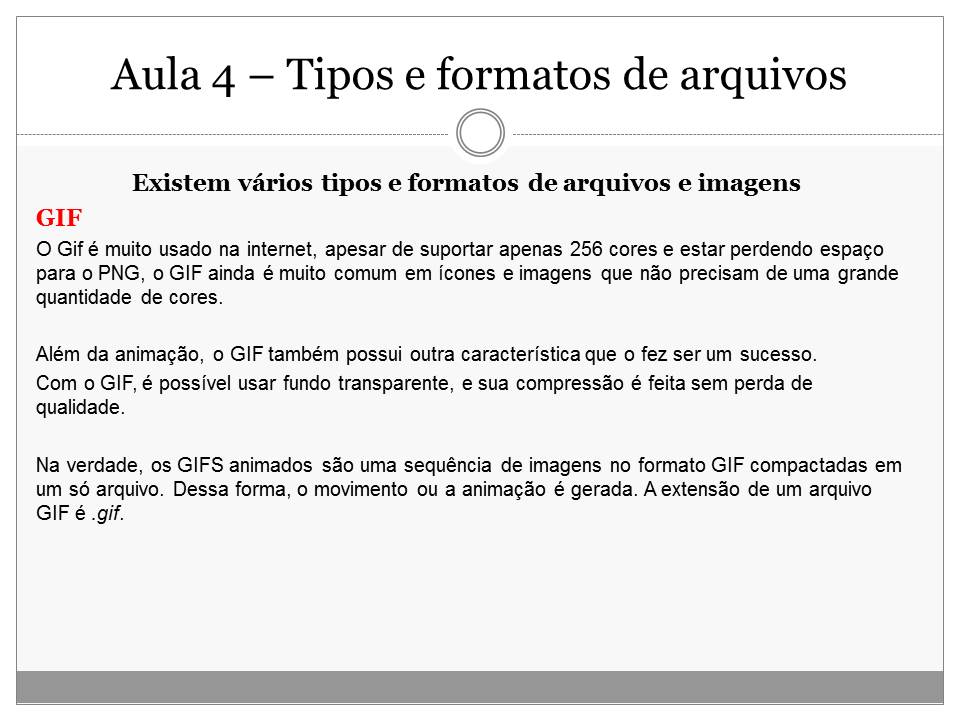 Aula 4 – Tipos e formatos de arquivos
Existem vários tipos e formatos de arquivos e imagens
GIF
O Gif é muito usado na internet, apesar de suportar apenas 256 cores e estar perdendo espaço
para o PNG, o GIF ainda é muito comum em ícones e imagens que não precisam de uma grande
quantidade de cores.
Além da animação, o GIF também possui outra característica que o fez ser um sucesso.
Com o GIF, é possível usar fundo transparente, e sua compressão é feita sem perda de
qualidade.
Na verdade, os GIFS animados são uma sequência de imagens no formato GIF compactadas em
um só arquivo. Dessa forma, o movimento ou a animação é gerada. A extensão de um arquivo
GIF é .gif.